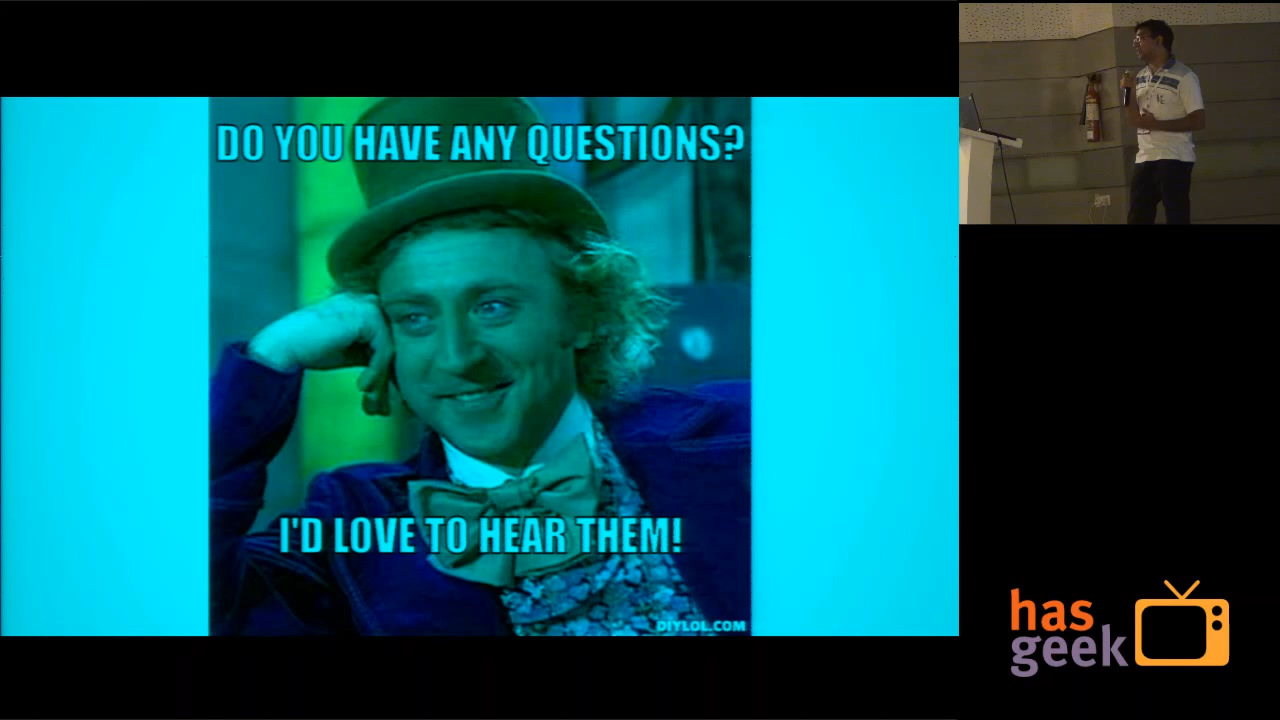 DO YOU HAVE ANY QUESTIONS?
I'D LOVE TO HEAR THEM!
DIYLOL.COM
has
geek